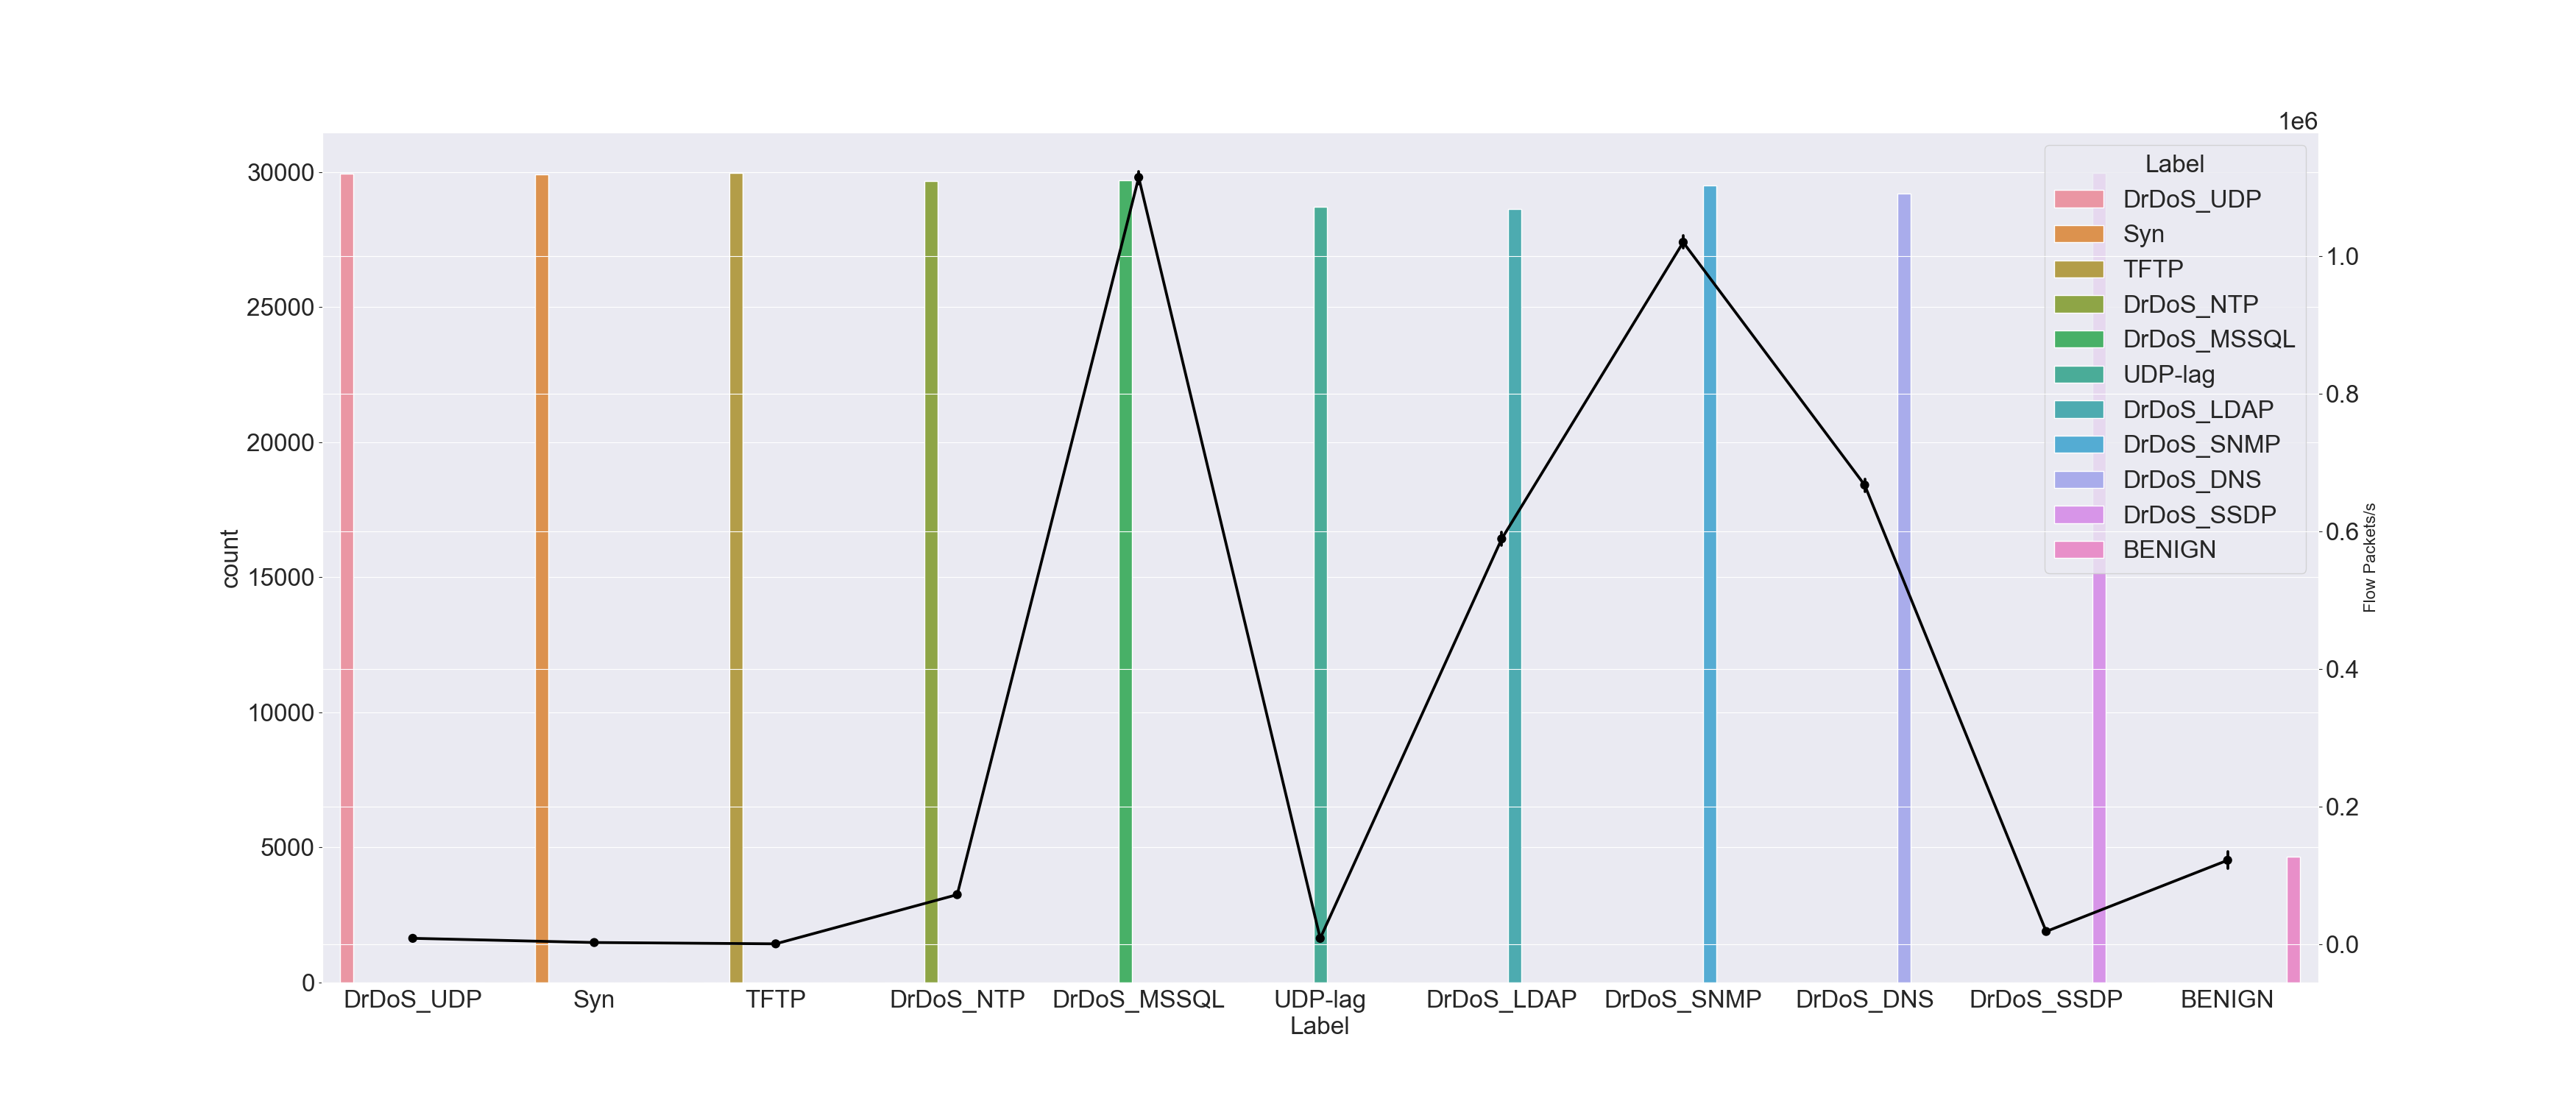 1e6
30000
25000
20000
15000
10000
5000
0
count
1.0
0.8
0.6
0.4
0.2
0.0
Flow Packets/s
Label
DrDoS_UDP
Syn
TFTP
DrDoS_NTP
DrDoS_MSSQL
UDP-lag
DrDoS_LDAP
DrDoS_SNMP
DrDoS_DNS
DrDoS_SSDP
BENIGN
DrDoS_UDP Syn TFTP DrDoS_NTP DrDoS_MSSQL UDP-lag DrDoS_LDAP DrDoS_SNMP DrDoS_DNS DrDoS_SSDP BENIGN
Label